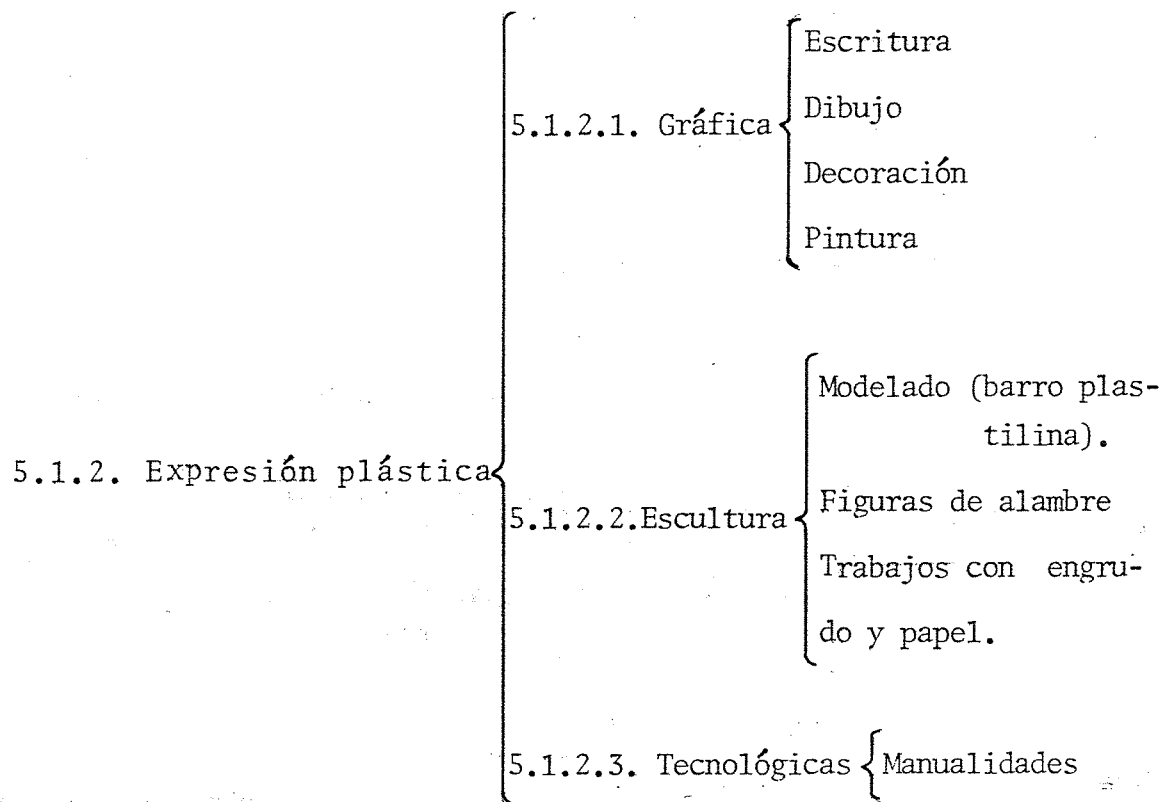 5.1.2. Expresión plástica
5.1.2.1. Gráfica
Escritura
Dibujo
Decoración
Pintura
5.1.2.2.Escultura
Modelado (barro plas-
tilina).
Figuras de alambre
Trabajos con engru-
do y papel.
5.1.2.3. Tecnológicas
Manualidades